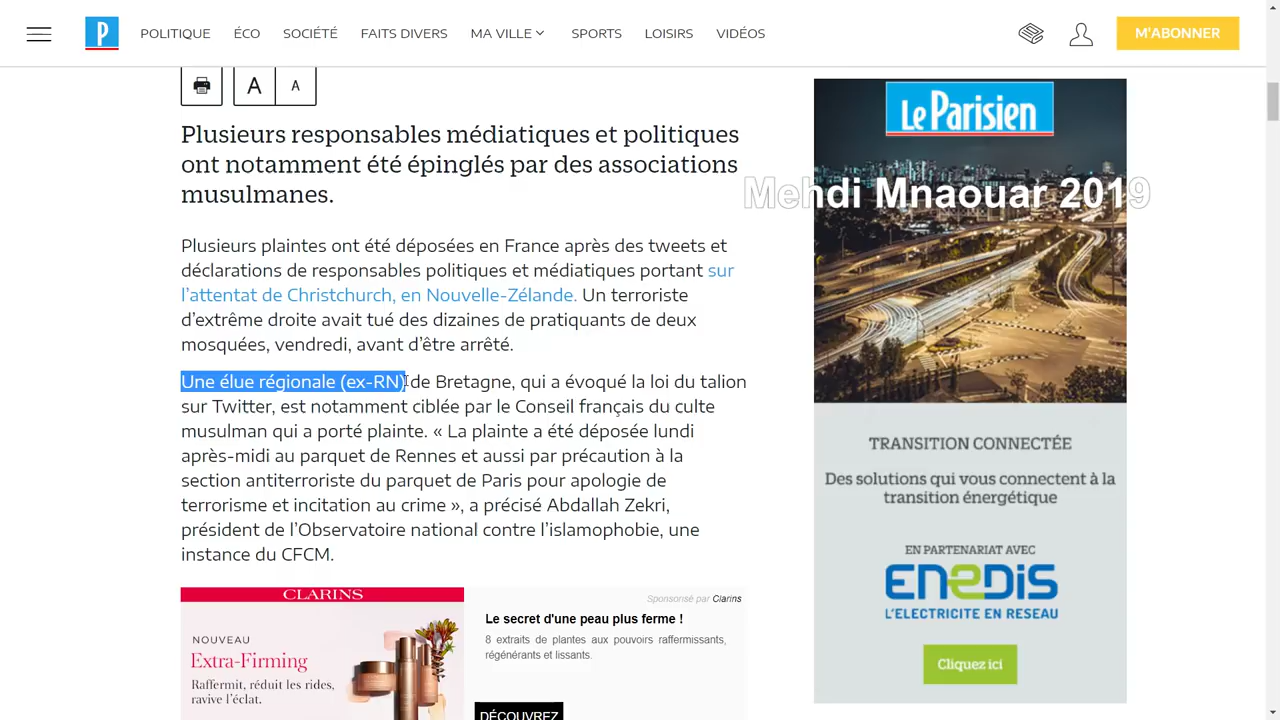 P
POLITIQUE
ÉCO
SOCIÉTÉ
FAITS DIVERS
MA VILLE
SPORTS
LOISIRS
VIDÉOS
M'ABONNER
A
A
Plusieurs responsables médiatiques et politiques
ont notamment été épinglés par des associations
musulmanes.
Plusieurs plaintes ont été déposées en France après des tweets et
déclarations de responsables politiques et médiatiques portant sur
l’attentat de Christchurch, en Nouvelle-Zélande. Un terroriste
d’extrême droite avait tué des dizaines de pratiquants de deux
mosquées, vendredi, avant d’être arrêté.
Une élue régionale (ex-RN) de Bretagne, qui a évoqué la loi du talion
sur Twitter, est notamment ciblée par le Conseil français du culte
musulman qui a porté plainte. « La plainte a été déposée lundi
après-midi au parquet de Rennes et aussi par précaution à la
section antiterroriste du parquet de Paris pour apologie de
terrorisme et incitation au crime », a précisé Abdallah Zekri,
président de l’Observatoire national contre l’islamophobie, une
instance du CFCM.
CLARINS
NOUVEAU
Extra-Firming
Raffermit, réduit les rides,
ravive l’éclat.
Sponsorisé par Clarins
Le secret d'une peau plus ferme !
8 extraits de plantes aux pouvoirs raffermissants,
régénérants et lissants.
DÉCOUVREZ
Le Parisien
Mehdi Mnaouar 2019
TRANSITION CONNECTÉE
Des solutions qui vous connectent à la
transition énergétique
EN PARTENARIAT AVEC
ENEDIS
L'ELECTRICITE EN RESEAU
Cliquez ici